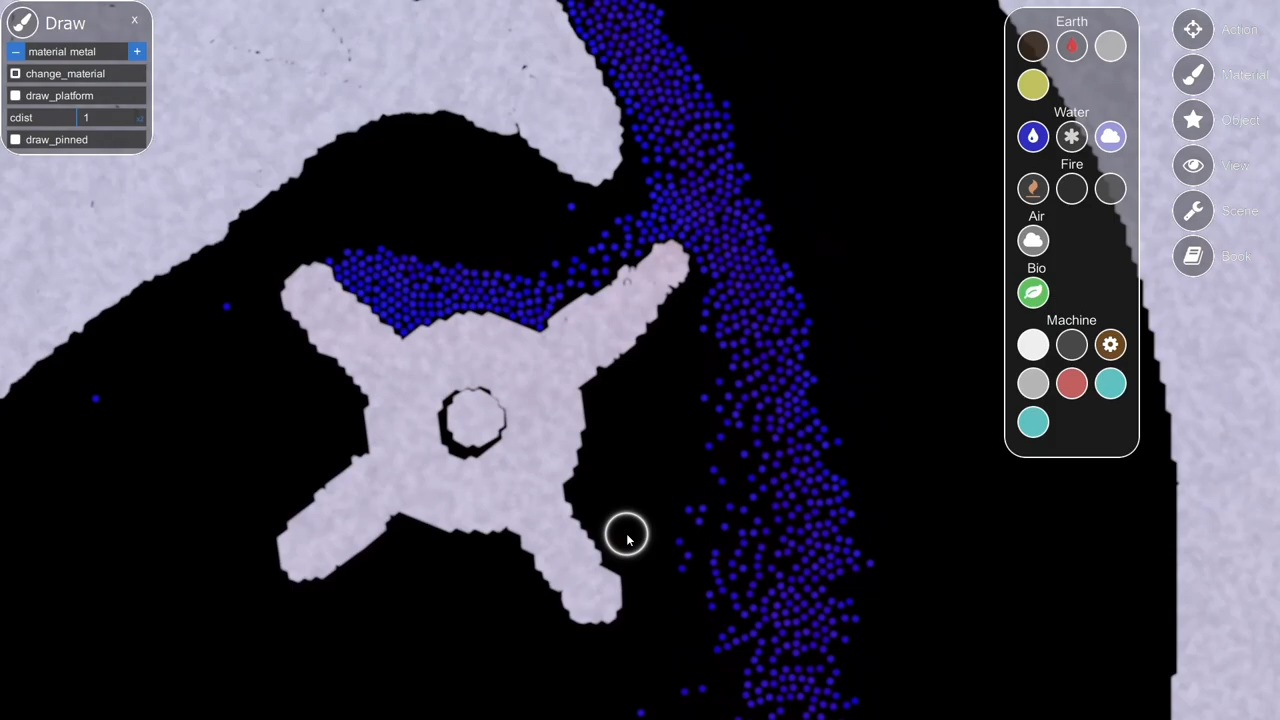 Draw
x
– material metal +
change_material
draw_platform
cdist 1 x2
draw_pinned
Earth
Water
Fire
Air
Bio
Machine
Action
Material
Object
View
Scene
Book